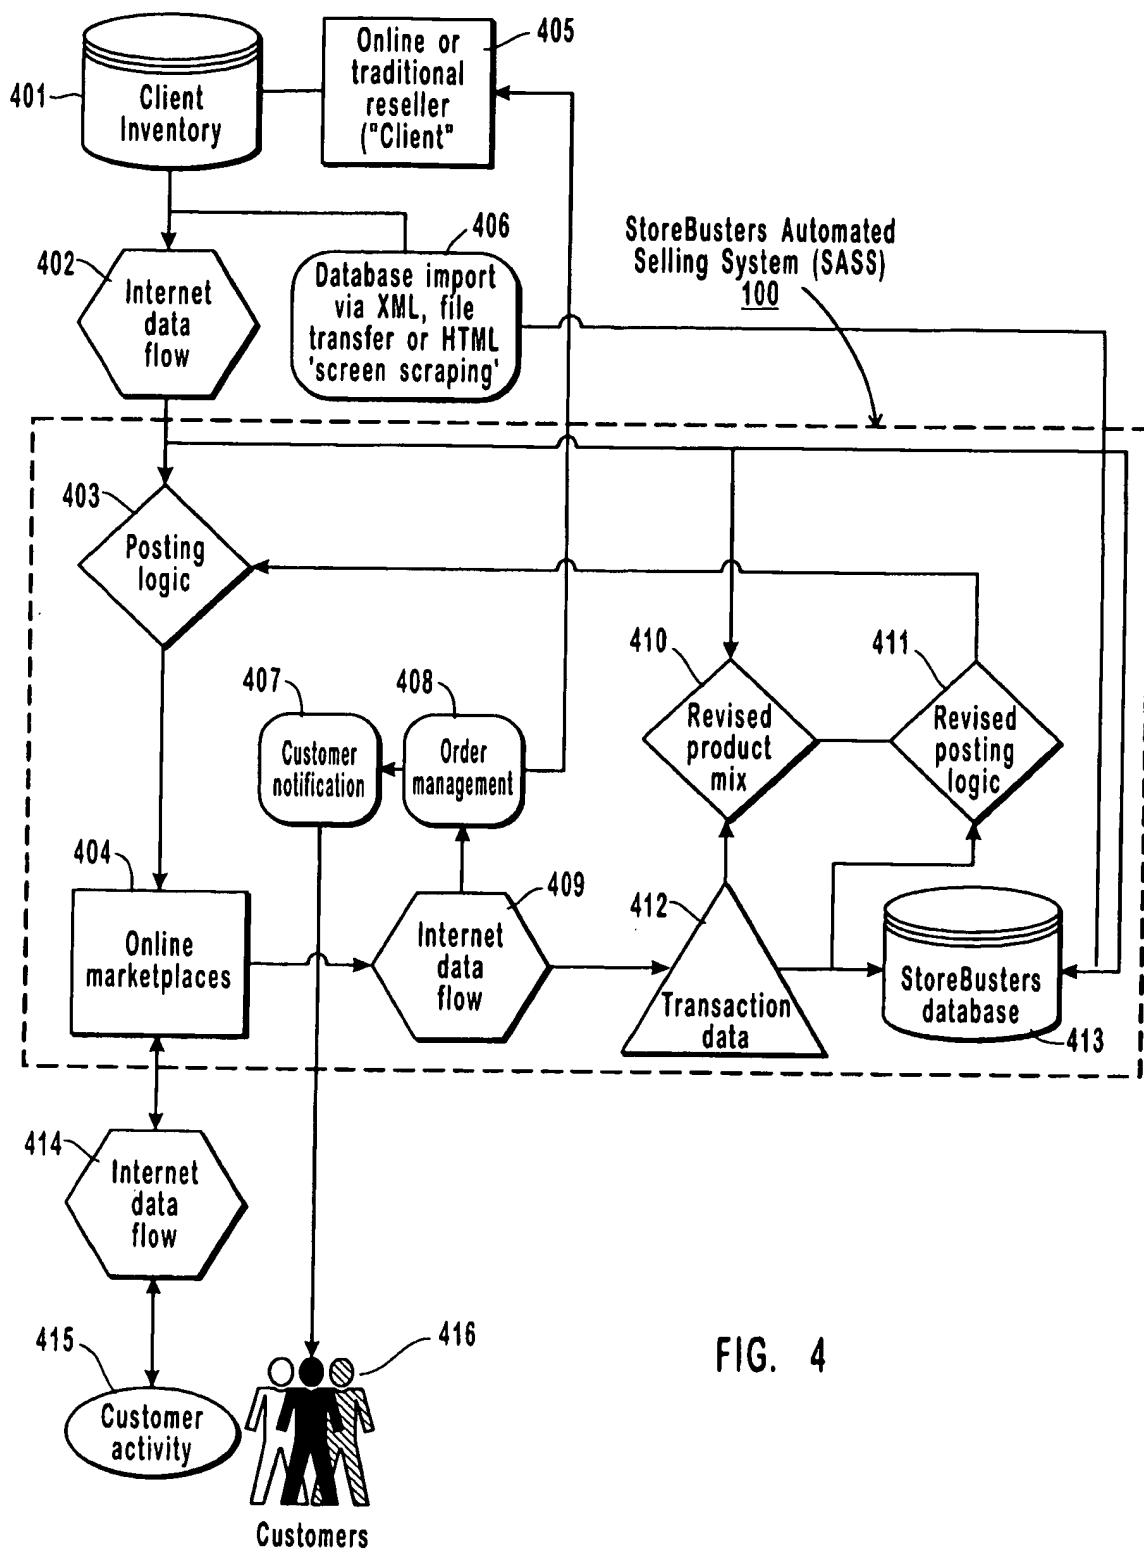 401
Client
Inventory
Online or
traditional
reseller
("Client"
405
402
Internet
data
flow
406
Database import
via XML, file
transfer or HTML
'screen scraping'
StoreBusters Automated
Selling System (SASS)
100
403
Posting
logic
407
Customer
notification
408
Order
management
410
Revised
product
mix
411
Revised
posting
logic
404
Online
marketplaces
409
Internet
data
flow
412
Transaction
data
StoreBusters
database
413
414
Internet
data
flow
415
Customer
activity
416
Customers
FIG. 4